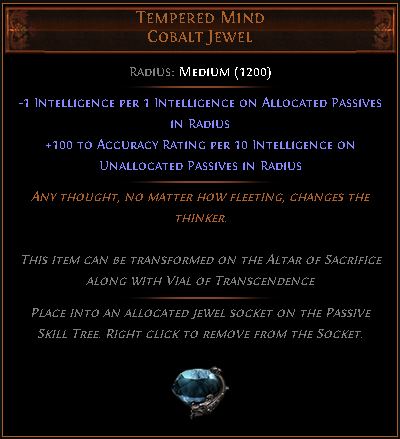 Tempered Mind
Cobalt Jewel
Radius: Medium (1200)
-1 Intelligence per 1 Intelligence on Allocated Passives
in Radius
+100 to Accuracy Rating per 10 Intelligence on
Unallocated Passives in Radius
Any thought, no matter how fleeting, changes the
thinker.
This item can be transformed on the Altar of Sacrifice
along with Vial of Transcendence
Place into an allocated jewel socket on the Passive
Skill Tree. Right click to remove from the Socket.